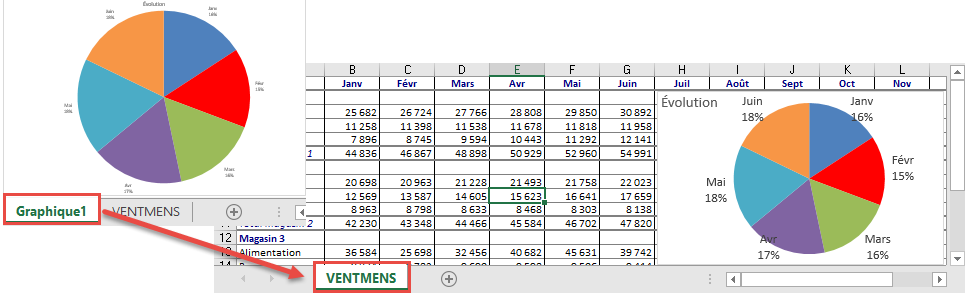 Évolution
Juin
18%
Janv
16%
Févr
15%
Mai
18%
Mars
16%
Avr
17%
Graphique1 VENTMENS
B C D E F G H I J K L
Janv Févr Mars Avr Mai Juin Juil Août Sept Oct Nov
25 682 26 724 27 766 28 808 29 850 30 892
11 258 11 398 11 538 11 678 11 818 11 958
7 896 8 745 9 594 10 443 11 292 12 141
1 44 836 46 867 48 898 50 929 52 960 54 991
20 698 20 963 21 228 21 493 21 758 22 023
12 569 13 587 14 605 15 623 16 641 17 659
8 963 8 798 8 633 8 468 8 303 8 138
2 42 230 43 348 44 466 45 584 46 702 47 820
12 Magasin 3
13 Alimentation 36 584 25 698 32 456 40 682 45 631 39 742
Évolution
Juin
18%
Janv
16%
Févr
15%
Mai
18%
Mars
16%
Avr
17%
VENTMENS